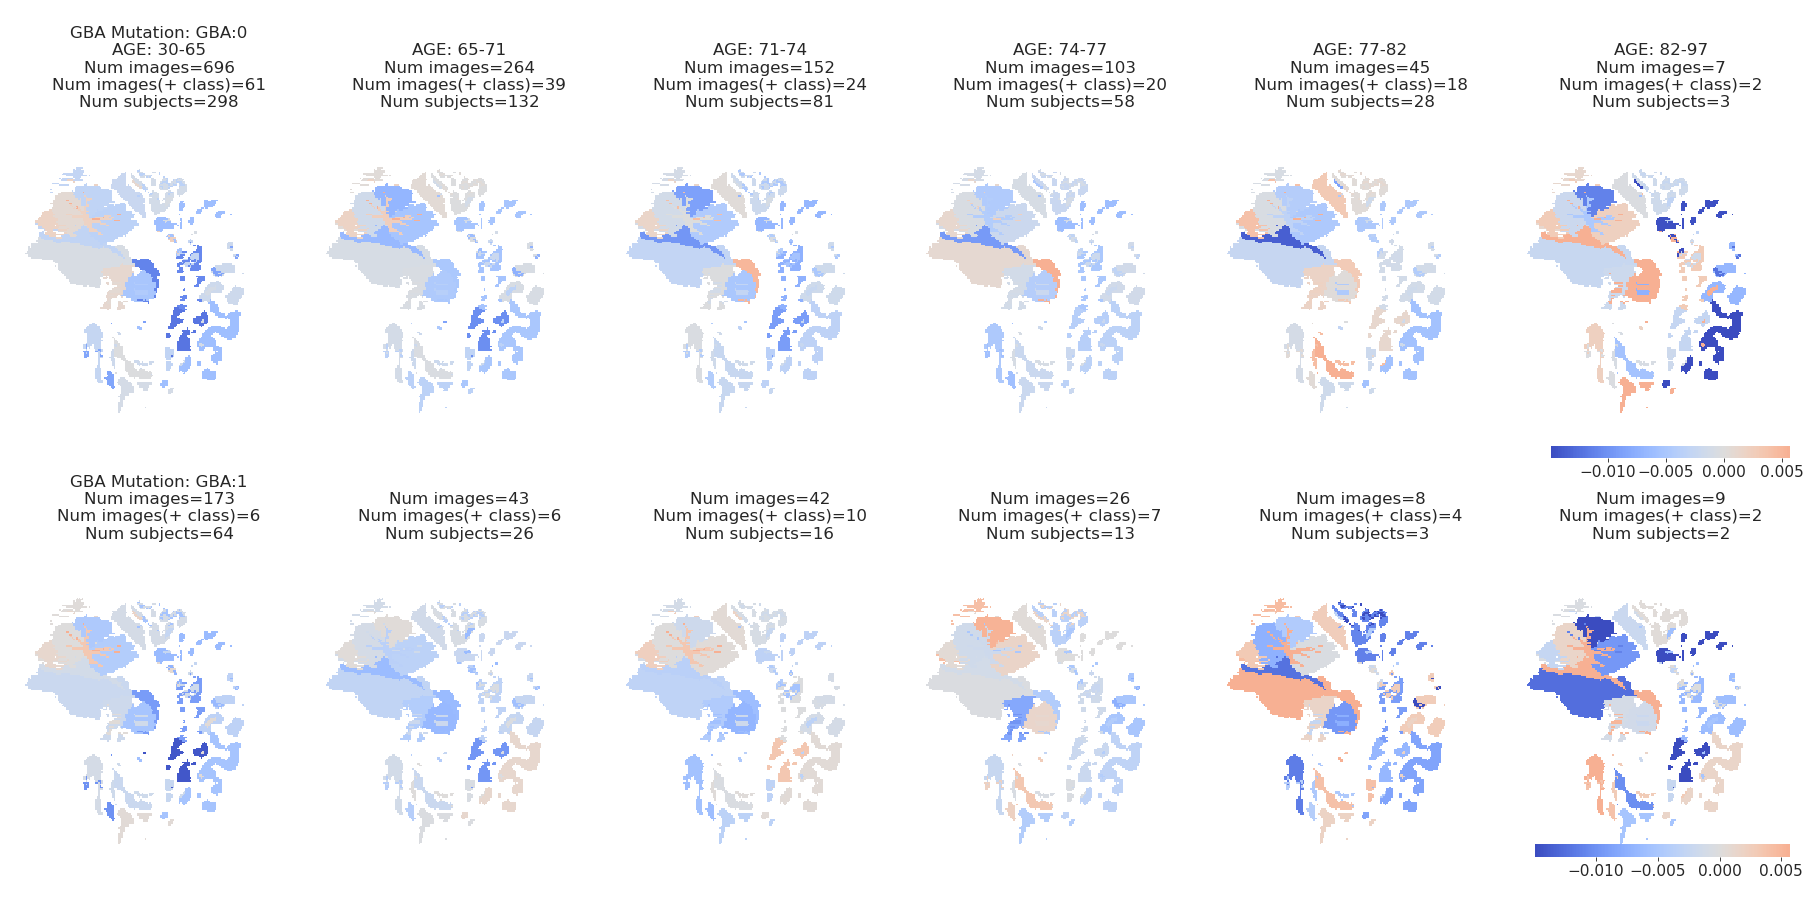 GBA Mutation: GBA:0
AGE: 30-65
Num images=696
Num images(+ class)=61
Num subjects=298
AGE: 65-71
Num images=264
Num images(+ class)=39
Num subjects=132
AGE: 71-74
Num images=152
Num images(+ class)=24
Num subjects=81
AGE: 74-77
Num images=103
Num images(+ class)=20
Num subjects=58
AGE: 77-82
Num images=45
Num images(+ class)=18
Num subjects=28
AGE: 82-97
Num images=7
Num images(+ class)=2
Num subjects=3
−0.010 −0.005 0.000 0.005
GBA Mutation: GBA:1
Num images=173
Num images(+ class)=6
Num subjects=64
Num images=43
Num images(+ class)=6
Num subjects=26
Num images=42
Num images(+ class)=10
Num subjects=16
Num images=26
Num images(+ class)=7
Num subjects=13
Num images=8
Num images(+ class)=4
Num subjects=3
Num images=9
Num images(+ class)=2
Num subjects=2
−0.010 −0.005 0.000 0.005